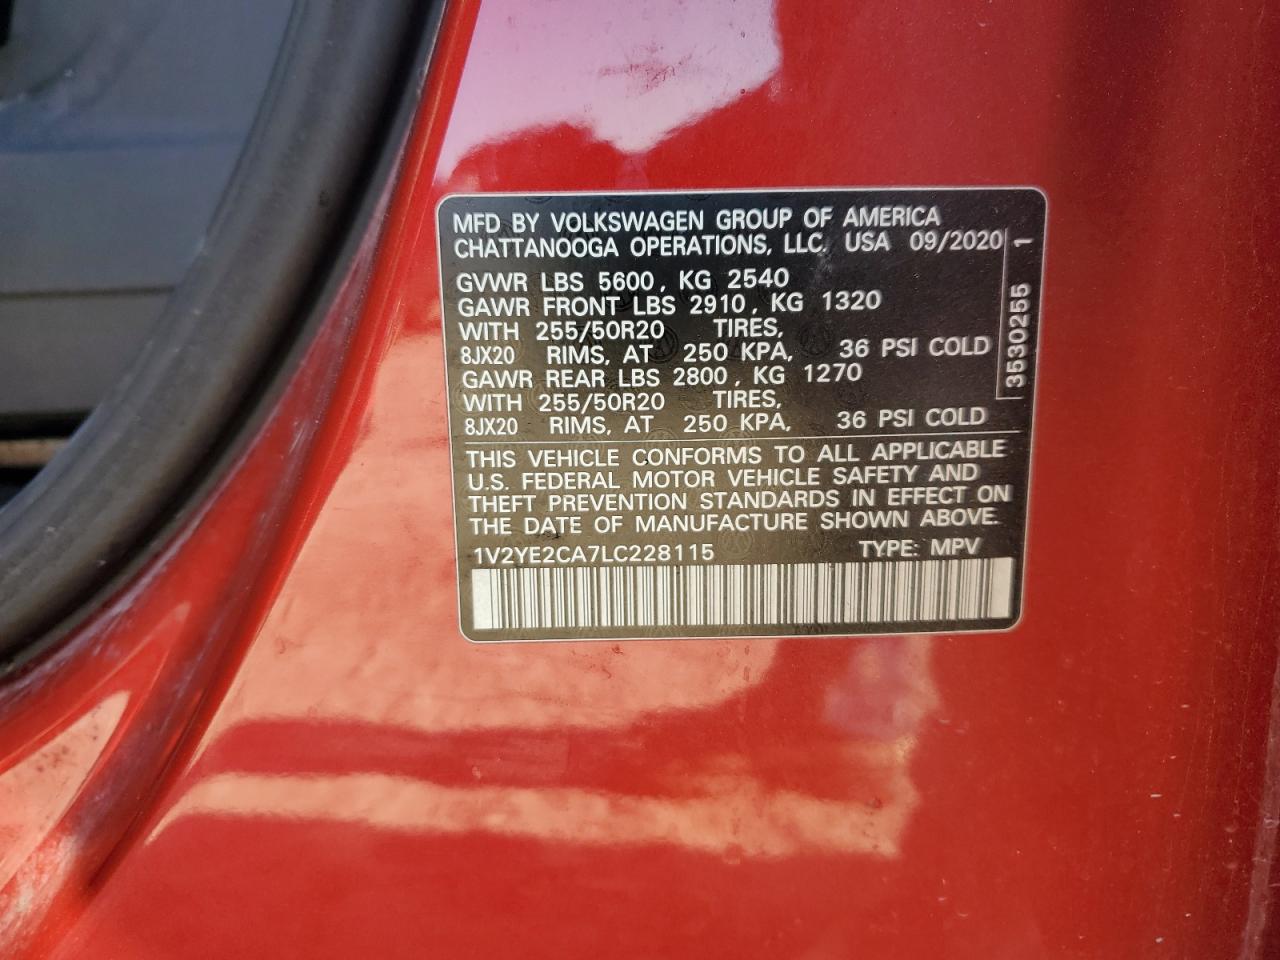 MFD BY VOLKSWAGEN GROUP OF AMERICA
CHATTANOOGA OPERATIONS, LLC. USA 09/2020
GVWR LBS 5600, KG 2540
GAWR FRONT LBS 2910, KG 1320
WITH 255/50R20 TIRES,
8JX20 RIMS, AT 250 KPA, 36 PSI COLD
GAWR REAR LBS 2800, KG 1270
WITH 255/50R20 TIRES,
8JX20 RIMS, AT 250 KPA, 36 PSI COLD
THIS VEHICLE CONFORMS TO ALL APPLICABLE
U.S. FEDERAL MOTOR VEHICLE SAFETY AND
THEFT PREVENTION STANDARDS IN EFFECT ON
THE DATE OF MANUFACTURE SHOWN ABOVE.
1V2YE2CA7LC228115 TYPE: MPV
3530255 1